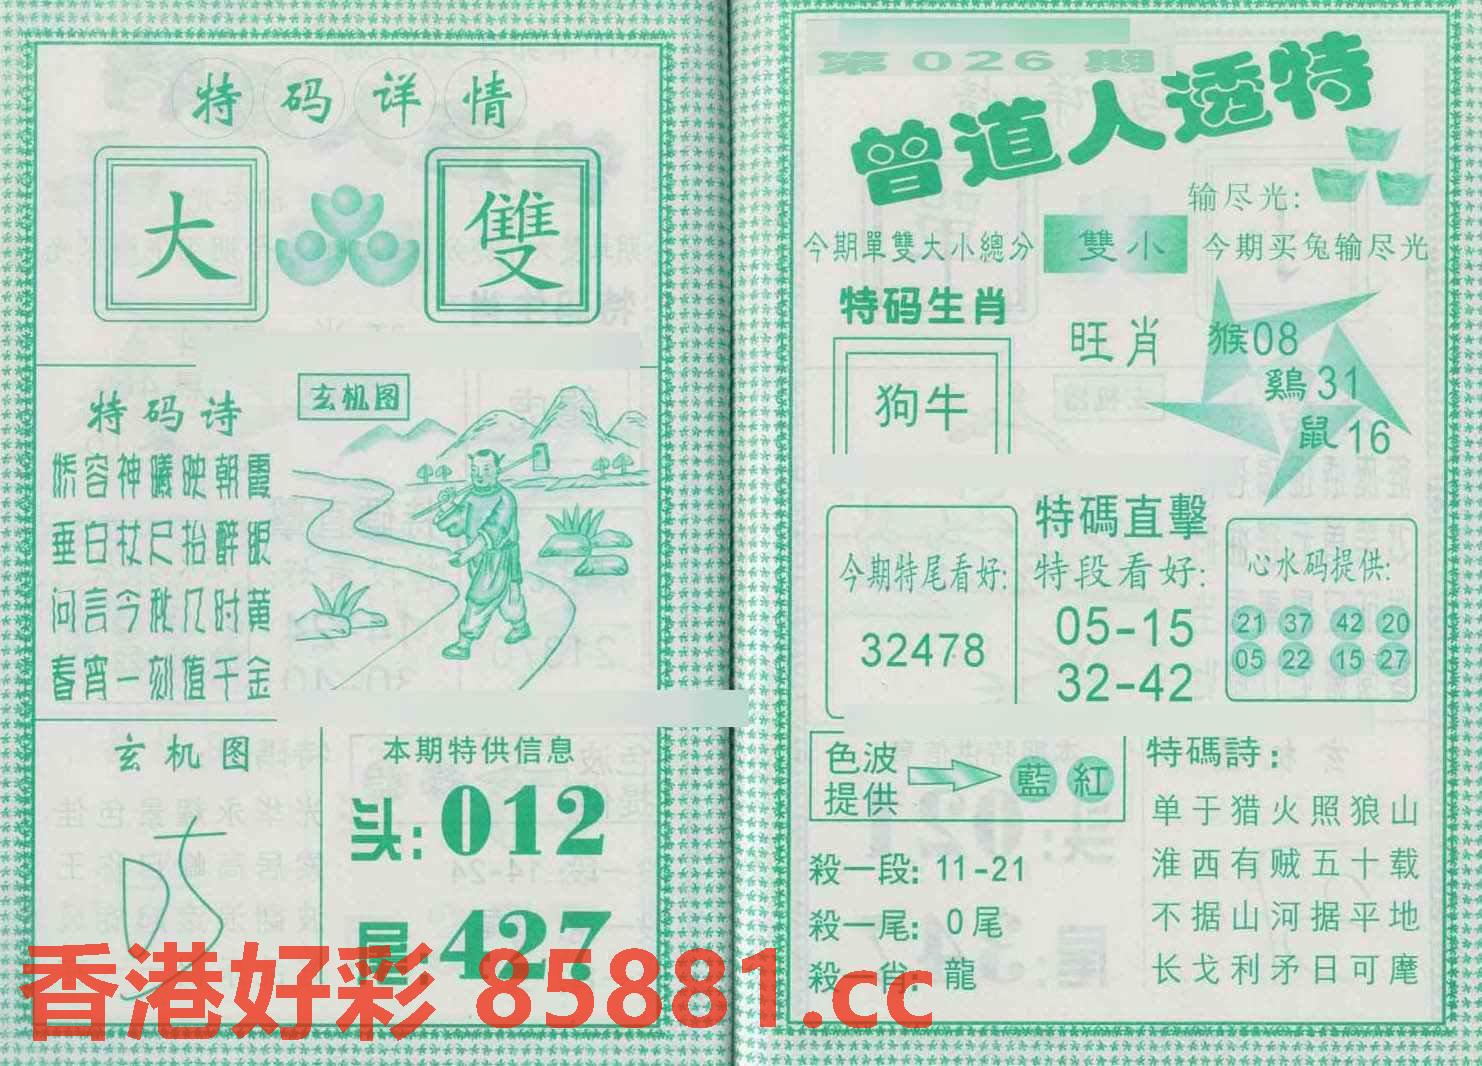 特码详情
大 雙
特码诗
娇容神曦映朝霞
垂白杖尺抬醉眼
问言今秋几时黄
春宵一刻值千金
玄机图
玄机图
本期特供信息
头:012
尾:427
第026期
曾道人透特
输尽光:
今期單雙大小總分 雙小 今期买兔输尽光
特码生肖
狗牛
旺肖
猴08
鷄31
鼠16
今期特尾看好:
32478
特碼直擊
特段看好:
05-15
32-42
心水码提供:
21 37 42 20
05 22 15 27
色波提供 藍 紅
殺一段: 11-21
殺一尾: 0尾
殺一肖: 龍
特碼詩:
单于猎火照狼山
淮西有贼五十载
不据山河据平地
长戈利矛日可麾
香港好彩 85881.cc